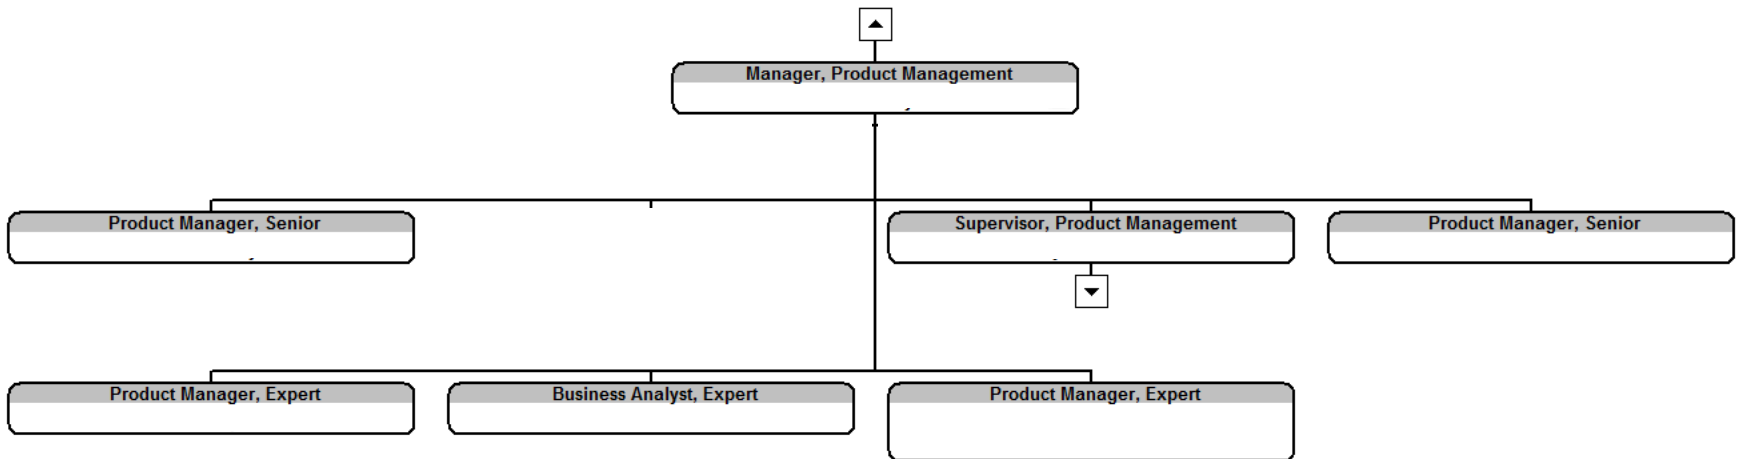 Manager, Product Management
Product Manager, Senior
Supervisor, Product Management
Product Manager, Senior
Product Manager, Expert
Business Analyst, Expert
Product Manager, Expert